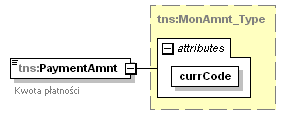 tns:MonAmnt_Type
attributes
tns:PaymentAmnt
currCode
Kwota płatności